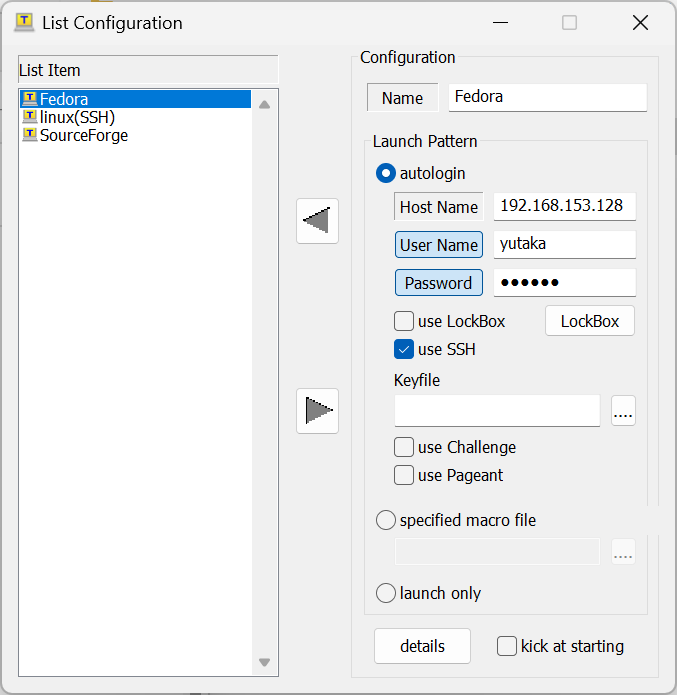 List Configuration
List Item
Fedora
linux(SSH)
SourceForge
Configuration
Name
Fedora
Launch Pattern
autologin
Host Name
192.168.153.128
User Name
yutaka
Password
●●●●●●
use LockBox
LockBox
use SSH
Keyfile
....
use Challenge
use Pageant
specified macro file
....
launch only
details
kick at starting